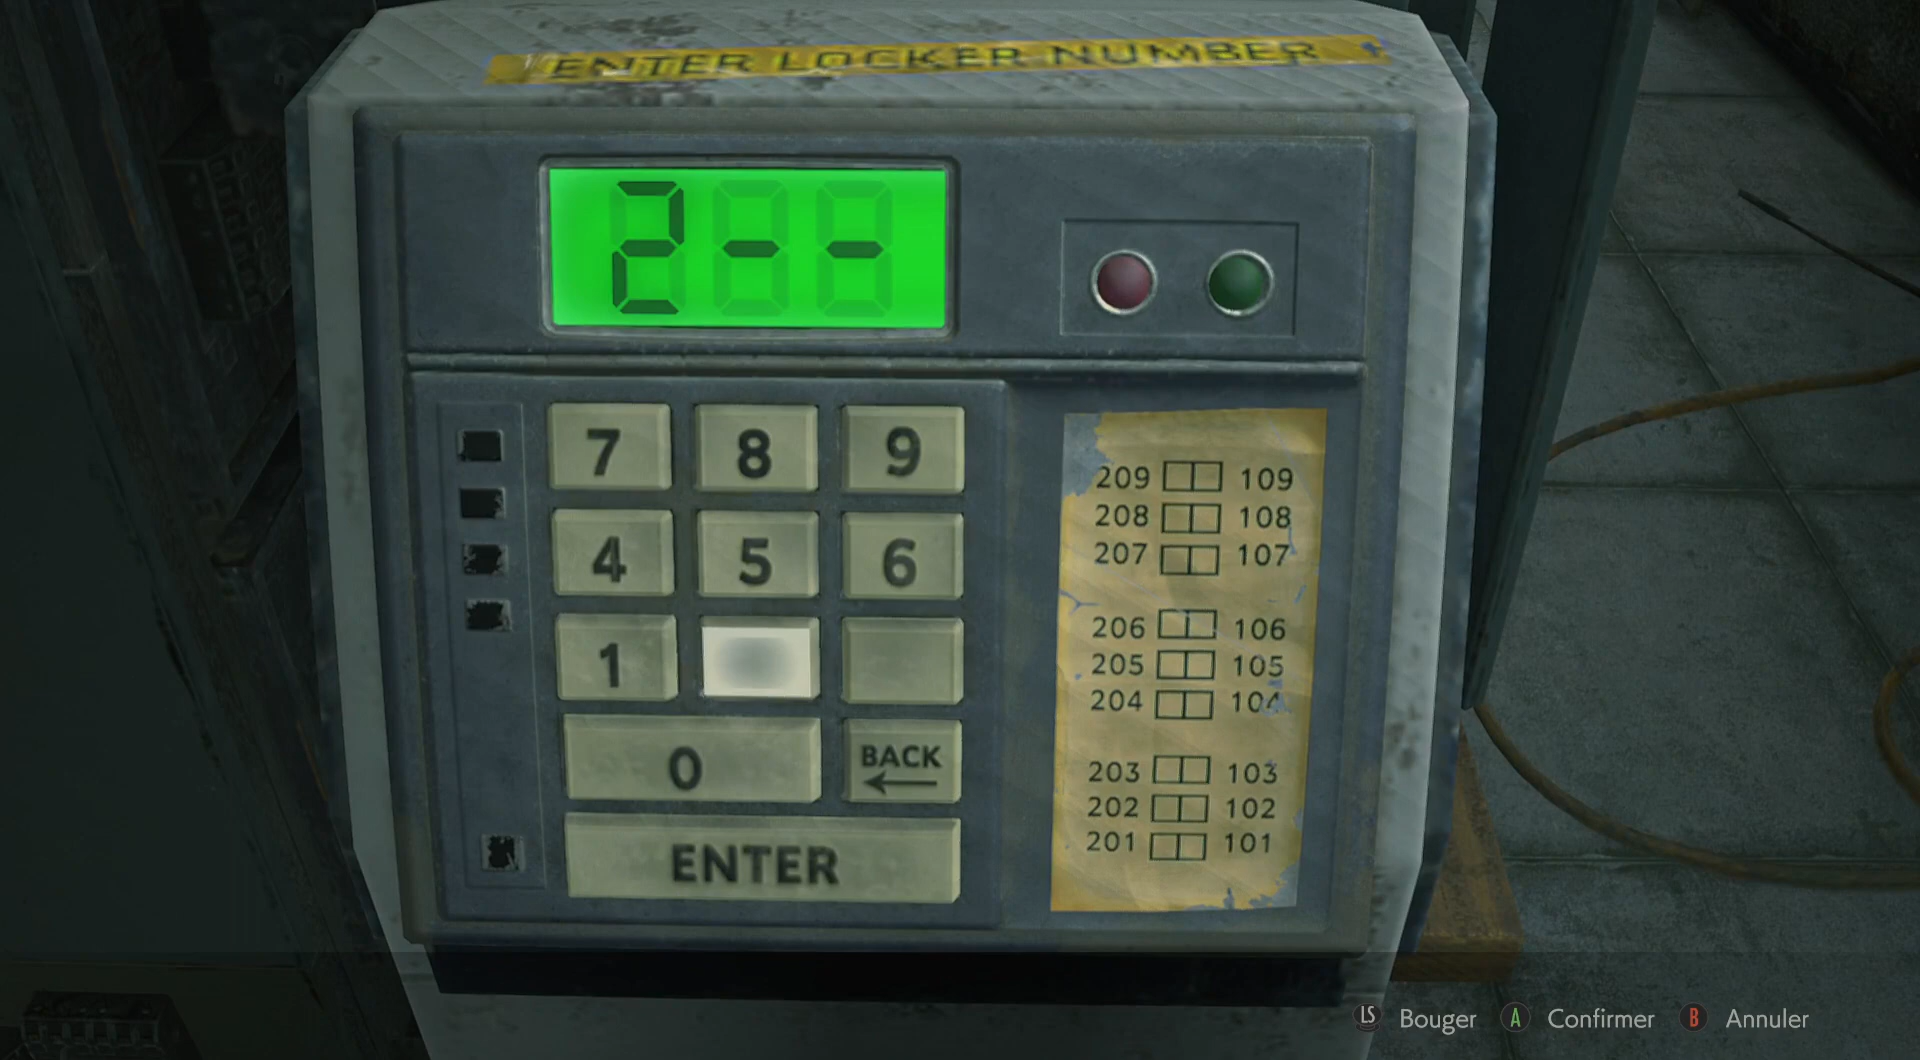 ENTER LOCKER NUMBER
2--
7 8 9
4 5 6
1
0 BACK
ENTER
209 109
208 108
207 107
206 106
205 105
204 104
203 103
202 102
201 101
LS Bouger A Confirmer B Annuler